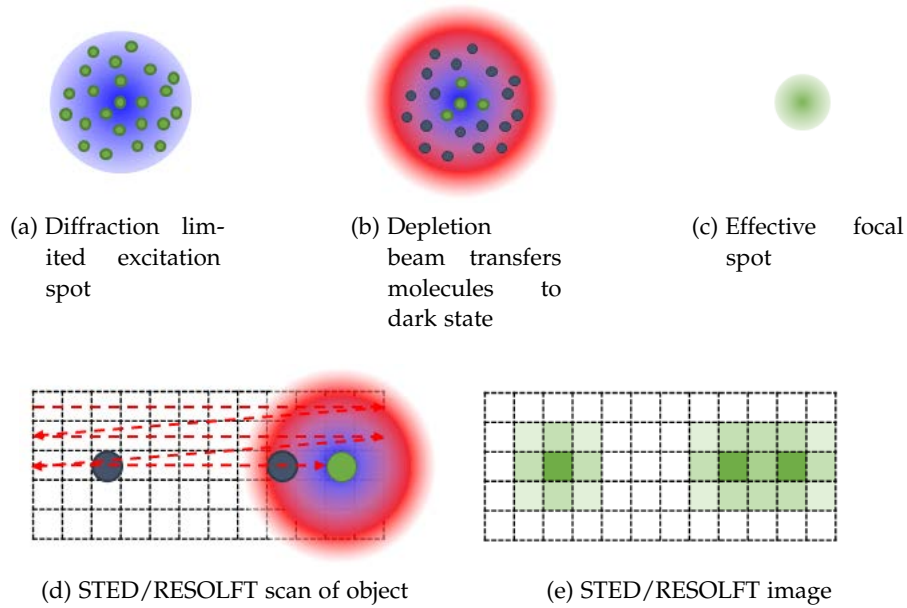 (a) Diffraction lim-
ited excitation
spot
(b) Depletion
beam transfers
molecules to
dark state
(c) Effective focal
spot
(d) STED/RESOLFT scan of object
(e) STED/RESOLFT image